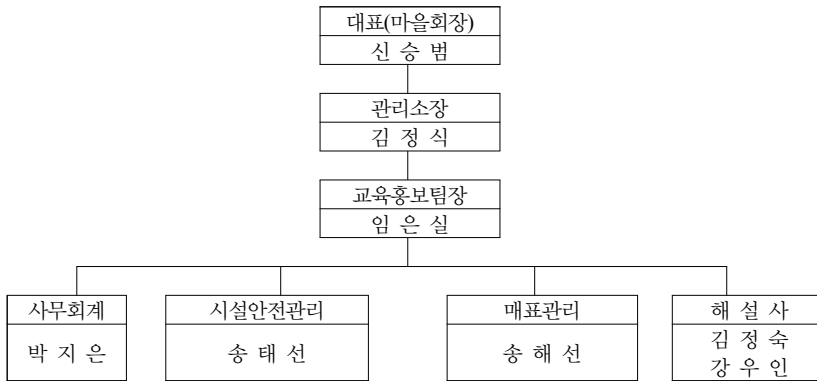 대표(마을회장)
신 승 범
관리소장
김 정 식
교육홍보팀장
임 은 실
사무회계
박 지 은
시설안전관리
송 태 선
매표관리
송 해 선
해 설 사
김 정 숙
강 우 인